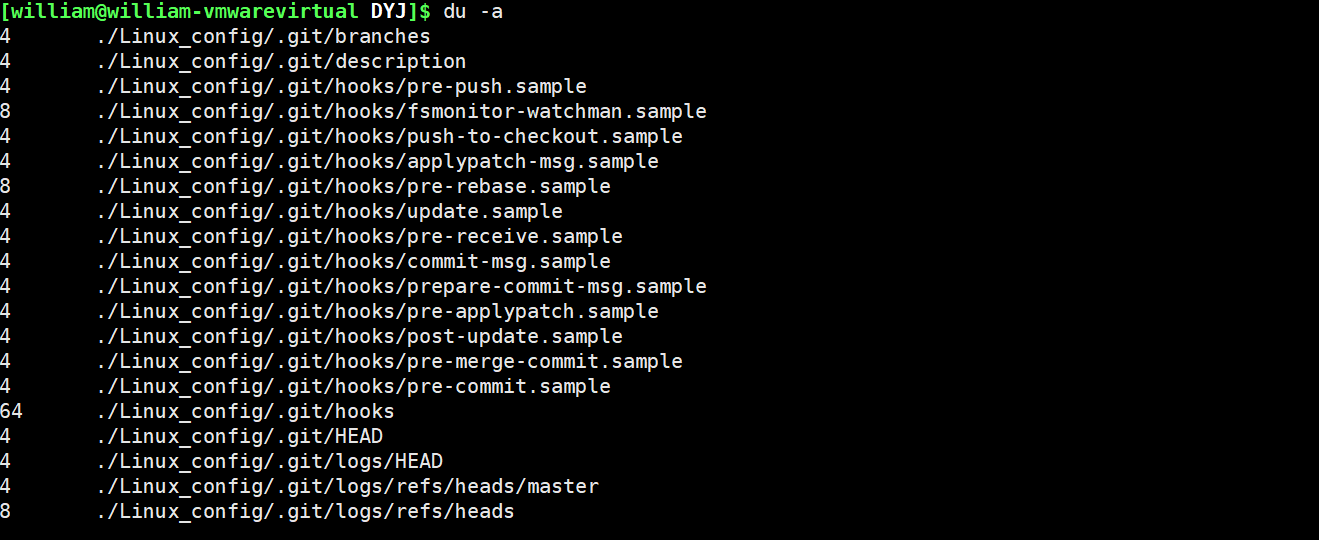 [william@william-vmwarevirtual DYJ]$ du -a
4       ./Linux_config/.git/branches
4       ./Linux_config/.git/description
4       ./Linux_config/.git/hooks/pre-push.sample
8       ./Linux_config/.git/hooks/fsmonitor-watchman.sample
4       ./Linux_config/.git/hooks/push-to-checkout.sample
4       ./Linux_config/.git/hooks/applypatch-msg.sample
8       ./Linux_config/.git/hooks/pre-rebase.sample
4       ./Linux_config/.git/hooks/update.sample
4       ./Linux_config/.git/hooks/pre-receive.sample
4       ./Linux_config/.git/hooks/commit-msg.sample
4       ./Linux_config/.git/hooks/prepare-commit-msg.sample
4       ./Linux_config/.git/hooks/pre-applypatch.sample
4       ./Linux_config/.git/hooks/post-update.sample
4       ./Linux_config/.git/hooks/pre-merge-commit.sample
4       ./Linux_config/.git/hooks/pre-commit.sample
64      ./Linux_config/.git/hooks
4       ./Linux_config/.git/HEAD
4       ./Linux_config/.git/logs/HEAD
4       ./Linux_config/.git/logs/refs/heads/master
8       ./Linux_config/.git/logs/refs/heads